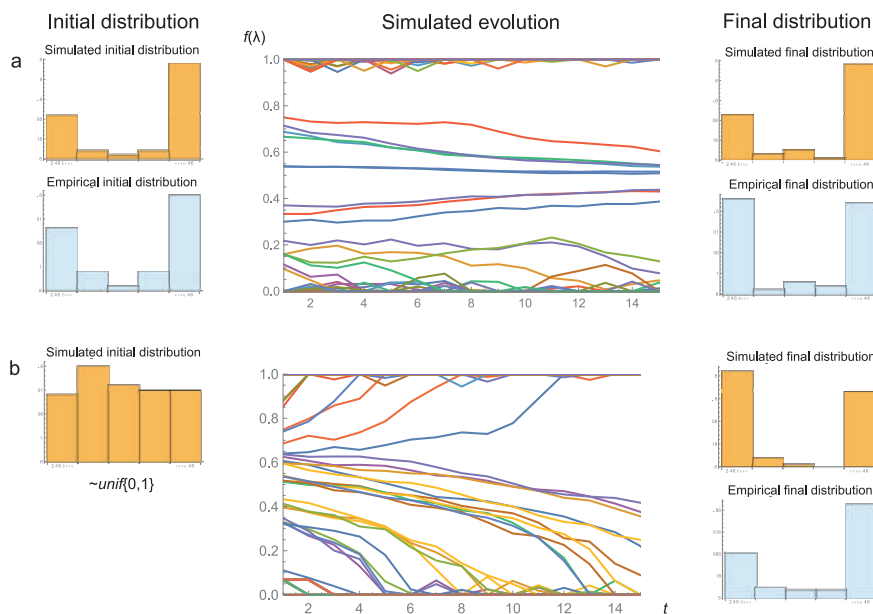 Initial distribution
Simulated evolution
Final distribution
a
Simulated initial distribution
f(λ)
Simulated final distribution
1.0
0.8
0.6
0.4
0.2
0.0
2 4 6 8 10 12 14
Empirical initial distribution
Empirical final distribution
b
Simulated initial distribution
~unif{0,1}
1.0
0.8
0.6
0.4
0.2
0.0
2 4 6 8 10 12 14
t
Simulated final distribution
Empirical final distribution